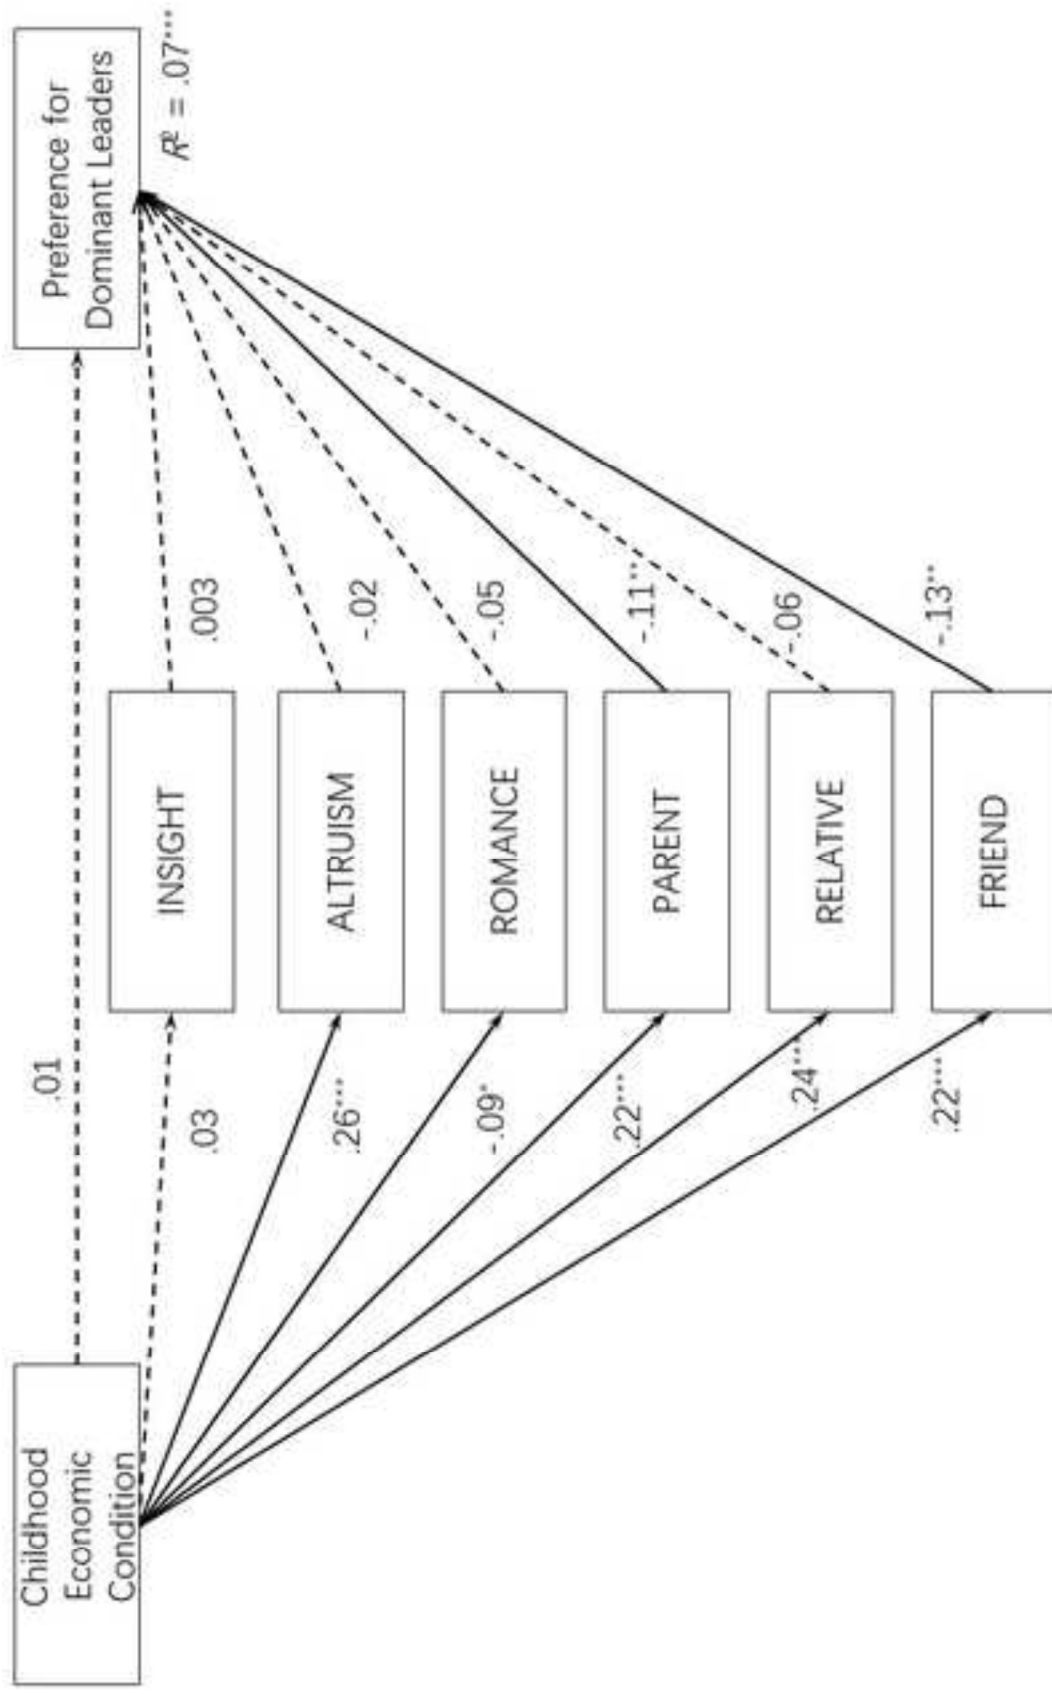 Childhood
Economic
Condition
.01
Preference for
Dominant Leaders
R² = .07***
.03
INSIGHT
.003
.26***
ALTRUISM
-.02
-.09*
ROMANCE
-.05
.22***
PARENT
-.11**
.24***
RELATIVE
-.06
.22***
FRIEND
-.13**